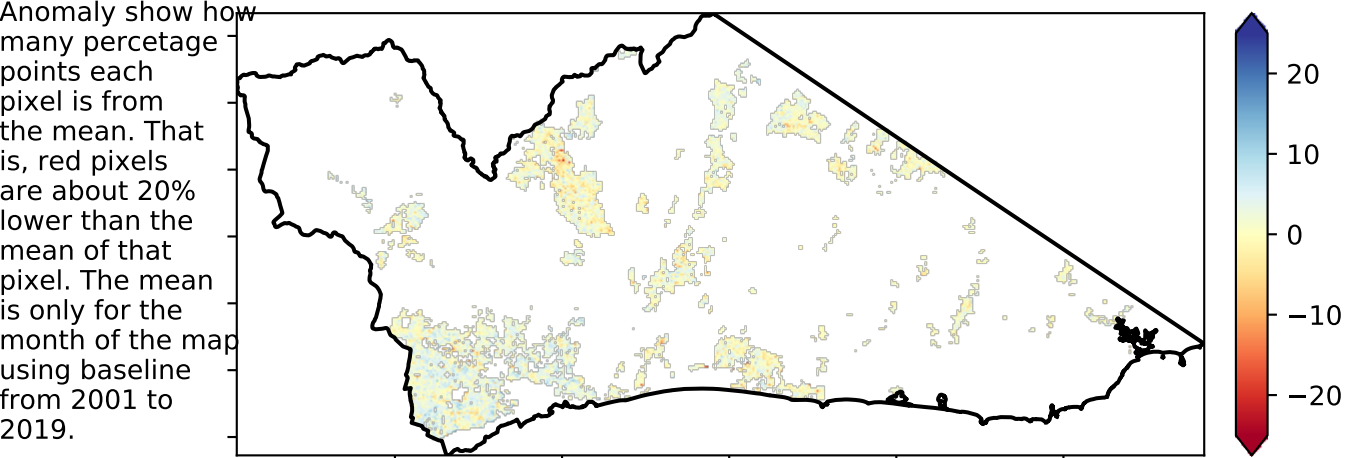 Anomaly show how
many percetage
points each
pixel is from
the mean. That
is, red pixels
are about 20%
lower than the
mean of that
pixel. The mean
is only for the
month of the map
using baseline
from 2001 to
2019.
20
10
0
−10
−20